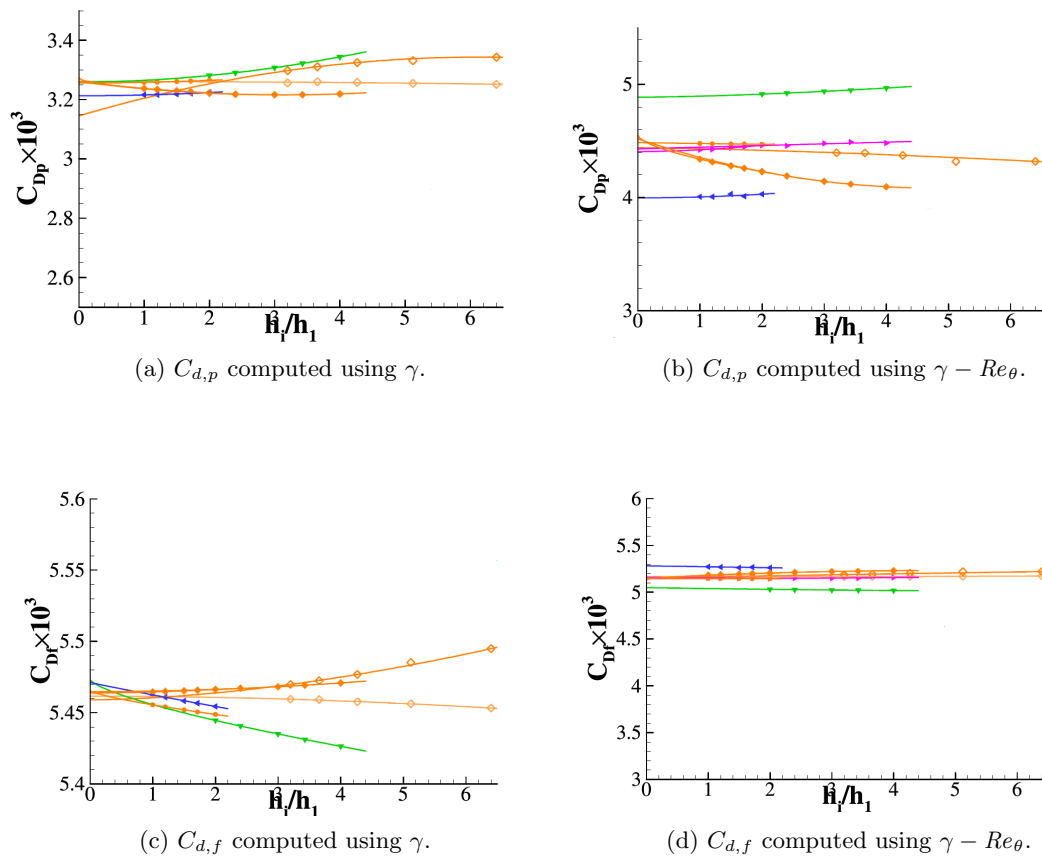 3.4
3.2
3
2.8
2.6
C_Dp×10^3
0 1 2 3 4 5 6
h_i/h_1
(a) C_{d,p} computed using γ.
5
4
3
C_Dp×10^3
0 1 2 3 4 5 6
h_i/h_1
(b) C_{d,p} computed using γ − Re_θ.
5.6
5.55
5.5
5.45
5.4
C_Df×10^3
0 1 2 3 4 5 6
h_i/h_1
(c) C_{d,f} computed using γ.
6
5.5
5
4.5
4
3.5
3
C_Df×10^3
0 1 2 3 4 5 6
h_i/h_1
(d) C_{d,f} computed using γ − Re_θ.